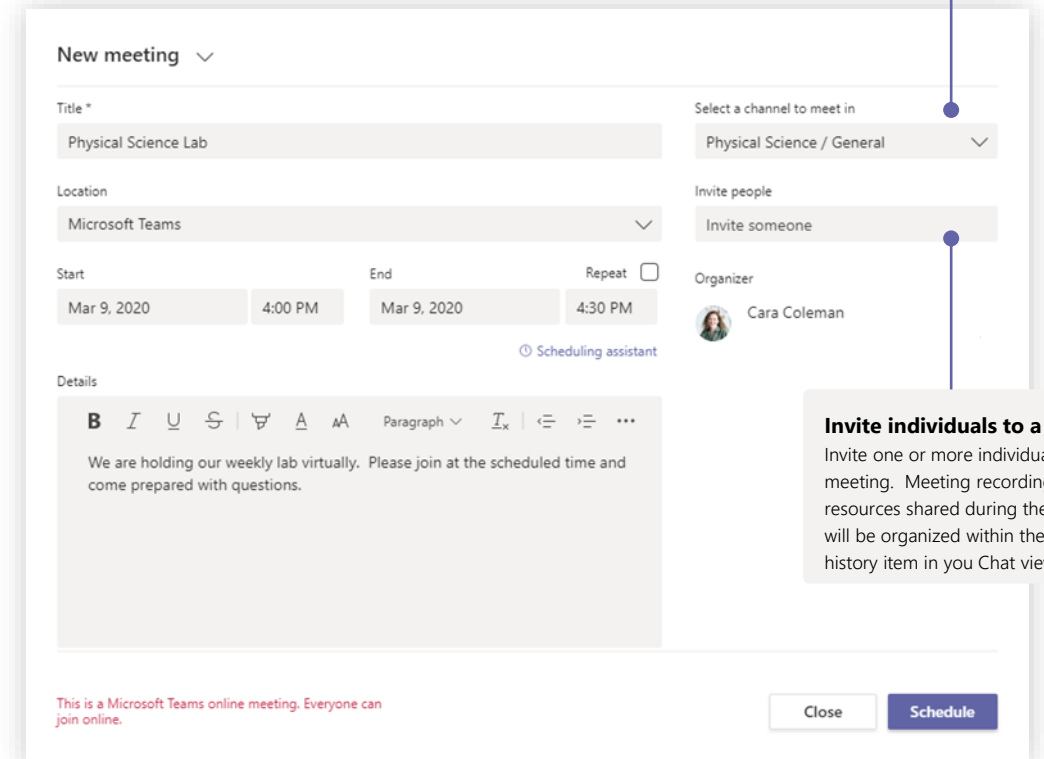 New meeting
Title *
Physical Science Lab
Select a channel to meet in
Physical Science / General
Location
Microsoft Teams
Invite people
Invite someone
Start
End
Repeat
Mar 9, 2020
4:00 PM
Mar 9, 2020
4:30 PM
Organizer
Cara Coleman
Scheduling assistant
Details
B I U S A AA Paragraph Tx
We are holding our weekly lab virtually. Please join at the scheduled time and
come prepared with questions.
Invite individuals to a
Invite one or more
meeting. Meeting
resources shared during the
will be organized within the
history item in you Chat
This is a Microsoft Teams online meeting. Everyone can
join online.
Close
Schedule